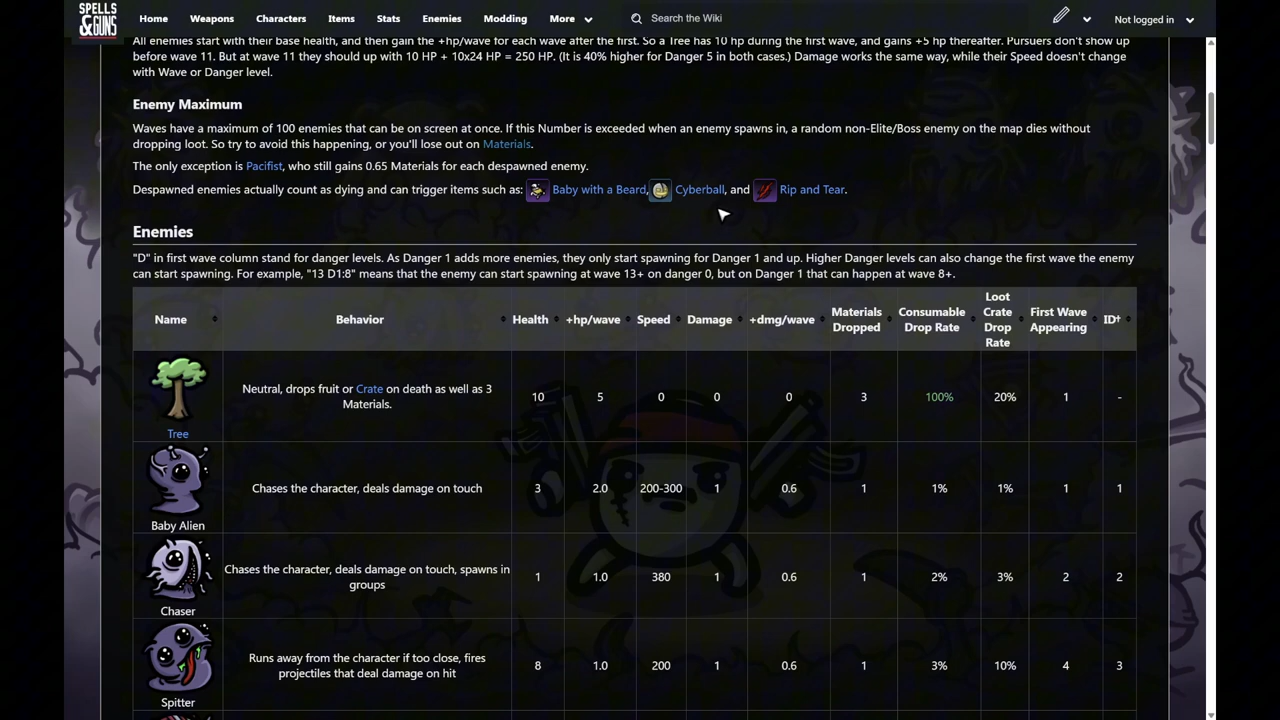 SPELLS
&GUNS
Home Weapons Characters Items Stats Enemies Modding More Search the Wiki Not logged in
All enemies start with their base health, and then gain the +hp/wave for each wave after the first. So a Tree has 10 hp during the first wave, and gains +5 hp thereafter. Pursuers don't show up
before wave 11. But at wave 11 they should up with 10 HP + 10x24 HP = 250 HP. (It is 40% higher for Danger 5 in both cases.) Damage works the same way, while their Speed doesn't change
with Wave or Danger level.
Enemy Maximum
Waves have a maximum of 100 enemies that can be on screen at once. If this Number is exceeded when an enemy spawns in, a random non-Elite/Boss enemy on the map dies without
dropping loot. So try to avoid this happening, or you'll lose out on Materials.
The only exception is Pacifist, who still gains 0.65 Materials for each despawned enemy.
Despawned enemies actually count as dying and can trigger items such as: Baby with a Beard, Cyberball, and Rip and Tear.
Enemies
"D" in first wave column stand for danger levels. As Danger 1 adds more enemies, they only start spawning for Danger 1 and up. Higher Danger levels can also change the first wave the enemy
can start spawning. For example, "13 D1:8" means that the enemy can start spawning at wave 13+ on danger 0, but on Danger 1 that can happen at wave 8+.
Name Behavior Health +hp/wave Speed Damage +dmg/wave Materials Dropped Consumable Drop Rate Loot Crate Drop Rate First Wave Appearing ID†
Neutral, drops fruit or Crate on death as well as 3
Materials.
10 5 0 0 0 3 100% 20% 1 -
Tree
Chases the character, deals damage on touch 3 2.0 200-300 1 0.6 1 1% 1% 1 1
Baby Alien
Chases the character, deals damage on touch, spawns in
groups
1 1.0 380 1 0.6 1 2% 3% 2 2
Chaser
Runs away from the character if too close, fires
projectiles that deal damage on hit
8 1.0 200 1 0.6 1 3% 10% 4 3
Spitter